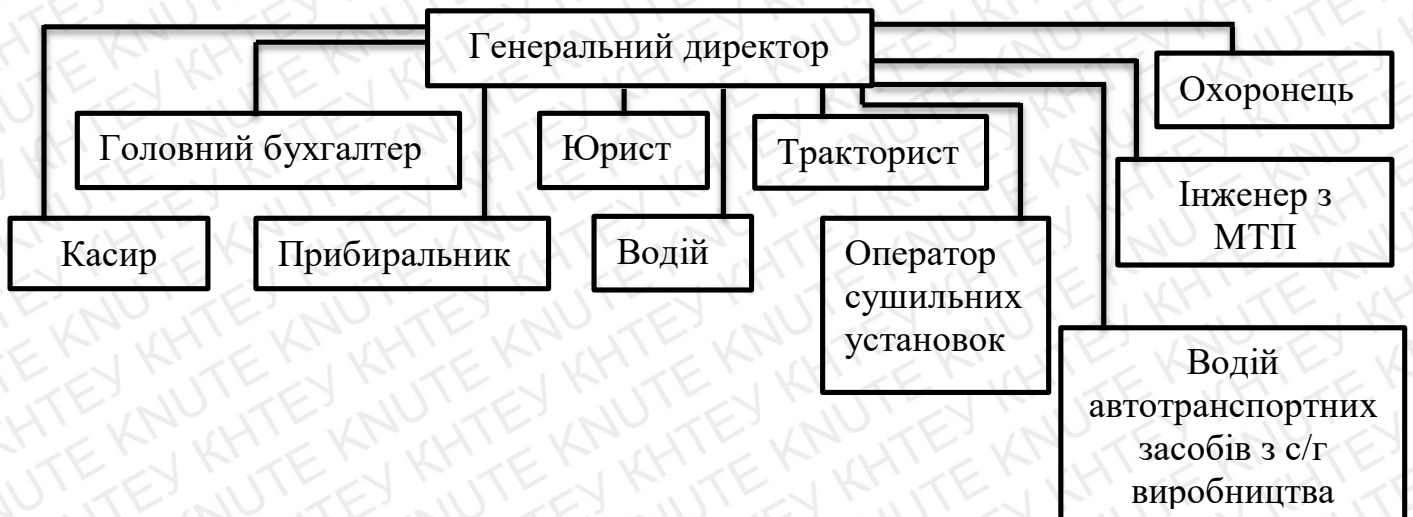 Генеральний директор
Охоронець
Головний бухгалтер
Юрист
Тракторист
Інженер з
МТП
Касир
Прибиральник
Водій
Оператор
сушильних
установок
Водій
автотранспортних
засобів з с/г
виробництва